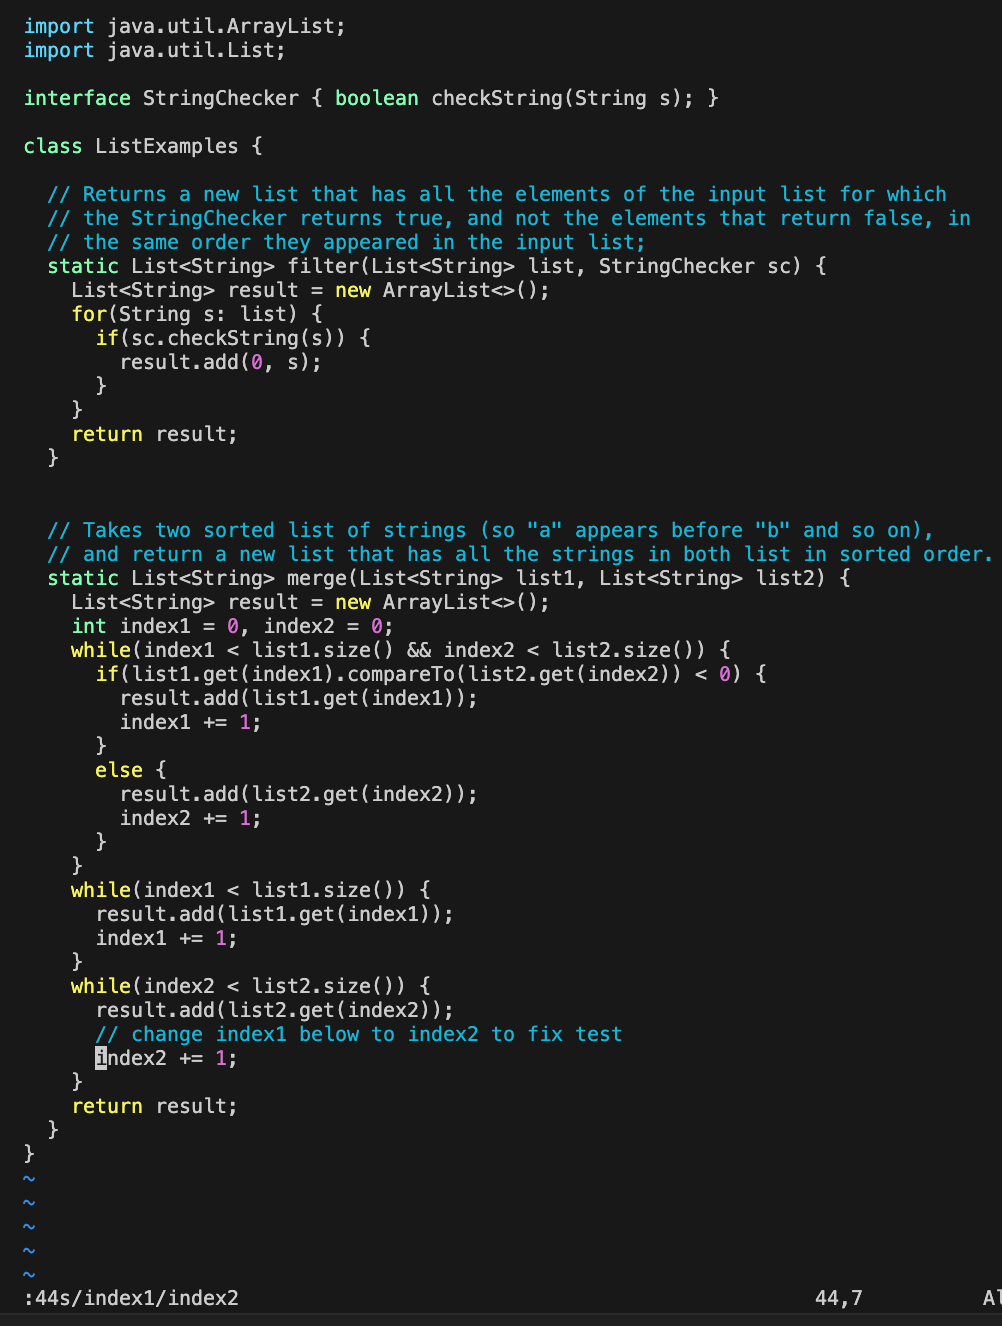 import java.util.ArrayList;
import java.util.List;

interface StringChecker { boolean checkString(String s); }

class ListExamples {

  // Returns a new list that has all the elements of the input list for which
  // the StringChecker returns true, and not the elements that return false, in
  // the same order they appeared in the input list;
  static List<String> filter(List<String> list, StringChecker sc) {
    List<String> result = new ArrayList<>();
    for(String s: list) {
      if(sc.checkString(s)) {
        result.add(0, s);
      }
    }
    return result;
  }


  // Takes two sorted list of strings (so "a" appears before "b" and so on),
  // and return a new list that has all the strings in both list in sorted order.
  static List<String> merge(List<String> list1, List<String> list2) {
    List<String> result = new ArrayList<>();
    int index1 = 0, index2 = 0;
    while(index1 < list1.size() && index2 < list2.size()) {
      if(list1.get(index1).compareTo(list2.get(index2)) < 0) {
        result.add(list1.get(index1));
        index1 += 1;
      }
      else {
        result.add(list2.get(index2));
        index2 += 1;
      }
    }
    while(index1 < list1.size()) {
      result.add(list1.get(index1));
      index1 += 1;
    }
    while(index2 < list2.size()) {
      result.add(list2.get(index2));
      // change index1 below to index2 to fix test
      index2 += 1;
    }
    return result;
  }
}
~
~
~
~
~
:44s/index1/index2 44,7